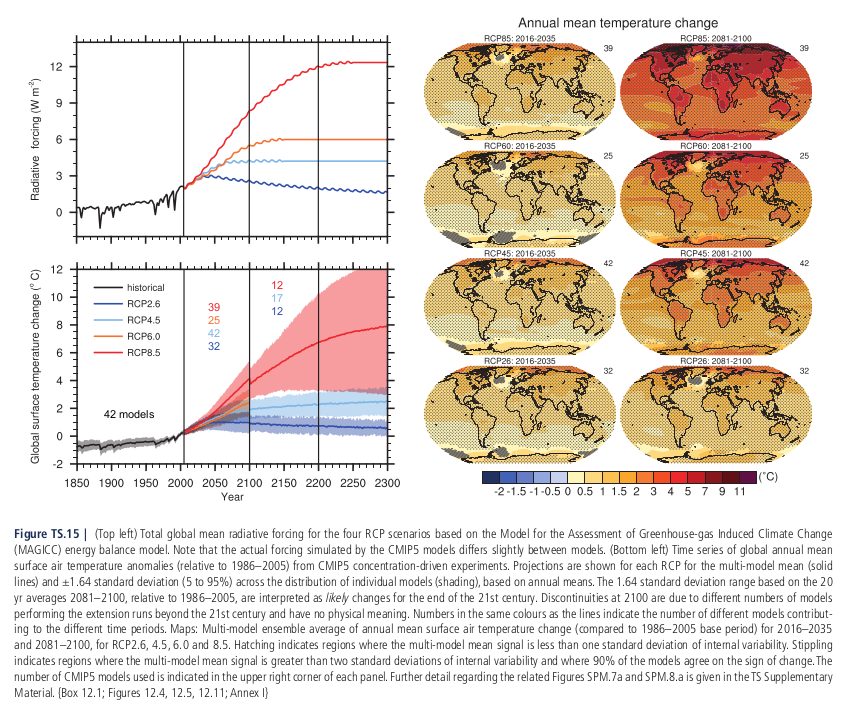 Annual mean temperature change
RCP85: 2016-2035
39
RCP85: 2081-2100
39
RCP60: 2016-2035
25
RCP60: 2081-2100
25
RCP45: 2016-2035
42
RCP45: 2081-2100
42
RCP26: 2016-2035
32
RCP26: 2081-2100
32
-2 -1.5 -1 -0.5 0 0.5 1 1.5 2 3 4 5 7 9 11
(°C)
Radiative forcing (W m⁻²)
12
9
6
3
0
Global surface temperature change (° C)
12
10
8
6
4
2
0
-2
historical
RCP2.6
RCP4.5
RCP6.0
RCP8.5
39
25
42
32
12
17
12
42 models
1850 1900 1950 2000 2050 2100 2150 2200 2250 2300
Year
Figure TS.15 | (Top left) Total global mean radiative forcing for the four RCP scenarios based on the Model for the Assessment of Greenhouse-gas Induced Climate Change
(MAGICC) energy balance model. Note that the actual forcing simulated by the CMIP5 models differs slightly between models. (Bottom left) Time series of global annual mean
surface air temperature anomalies (relative to 1986–2005) from CMIP5 concentration-driven experiments. Projections are shown for each RCP for the multi-model mean (solid
lines) and ±1.64 standard deviation (5 to 95%) across the distribution of individual models (shading), based on annual means. The 1.64 standard deviation range based on the 20
yr averages 2081–2100, relative to 1986–2005, are interpreted as likely changes for the end of the 21st century. Discontinuities at 2100 are due to different numbers of models
performing the extension runs beyond the 21st century and have no physical meaning. Numbers in the same colours as the lines indicate the number of different models contribut-
ing to the different time periods. Maps: Multi-model ensemble average of annual mean surface air temperature change (compared to 1986–2005 base period) for 2016–2035
and 2081–2100, for RCP2.6, 4.5, 6.0 and 8.5. Hatching indicates regions where the multi-model mean signal is less than one standard deviation of internal variability. Stippling
indicates regions where the multi-model mean signal is greater than two standard deviations of internal variability and where 90% of the models agree on the sign of change. The
number of CMIP5 models used is indicated in the upper right corner of each panel. Further detail regarding the related Figures SPM.7a and SPM.8.a is given in the TS Supplementary
Material. {Box 12.1; Figures 12.4, 12.5, 12.11; Annex I}